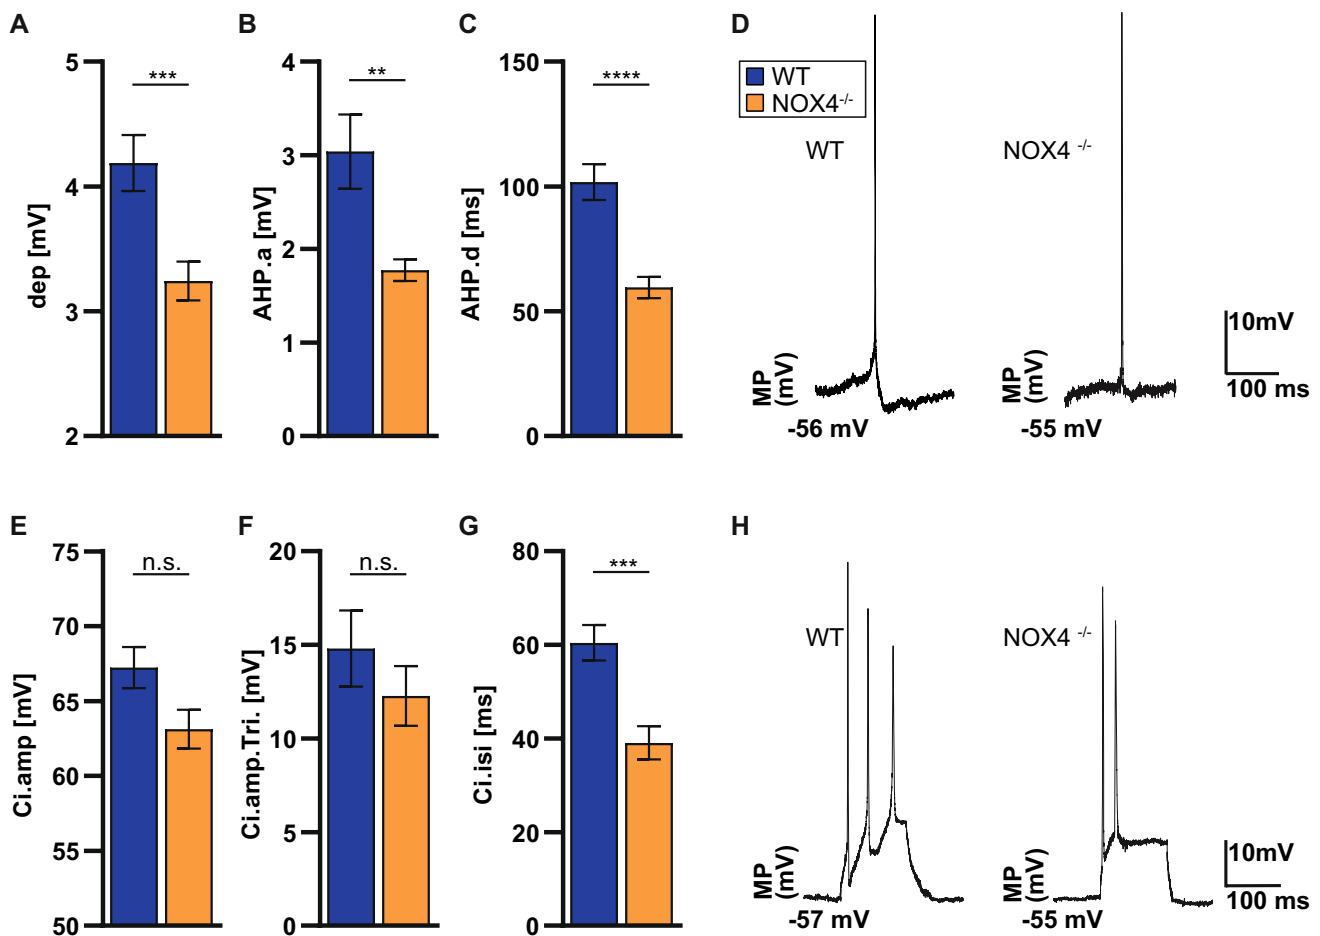 A
dep [mV]
5
4
3
2
***
B
AHP.a [mV]
4
3
2
1
0
**
C
AHP.d [ms]
150
100
50
0
****
D
WT
NOX4-/-
WT
NOX4 -/-
MP
(mV)
-56 mV
MP
(mV)
-55 mV
10mV
100 ms
E
Ci.amp [mV]
75
70
65
60
55
50
n.s.
F
Ci.amp.Tri. [mV]
20
15
10
5
0
n.s.
G
Ci.isi [ms]
80
60
40
20
0
***
H
WT
NOX4 -/-
MP
(mV)
-57 mV
MP
(mV)
-55 mV
10mV
100 ms